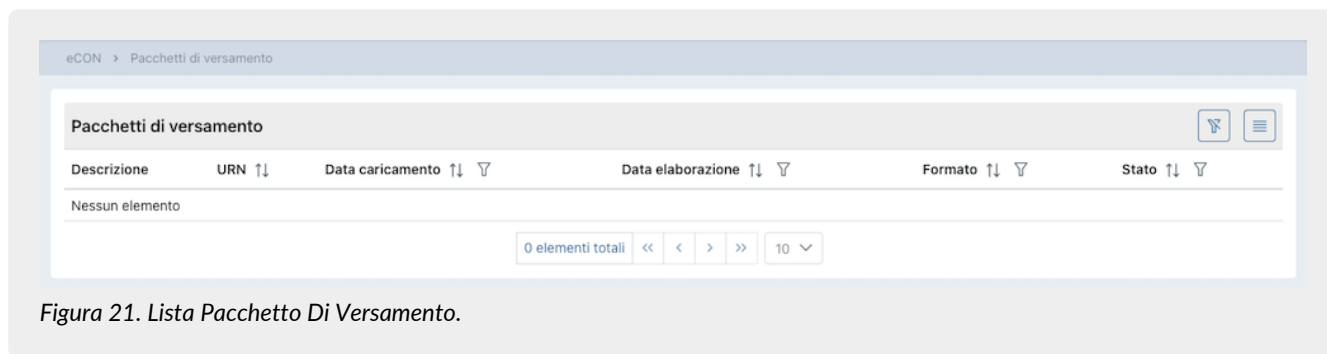 eCON > Pacchetti di versamento
Pacchetti di versamento
Descrizione URN Data caricamento Data elaborazione Formato Stato
Nessun elemento
0 elementi totali << < > >> 10
Figura 21. Lista Pacchetto Di Versamento.